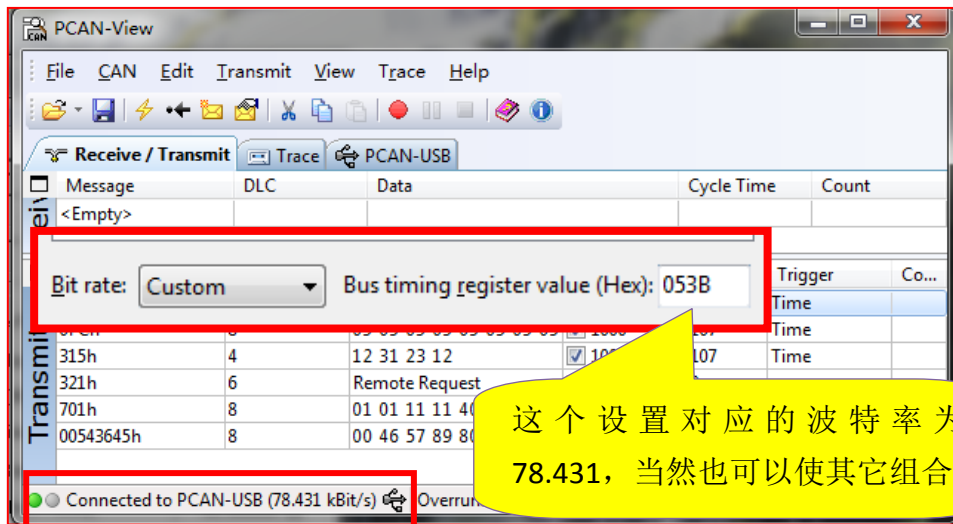 PCAN-View
File CAN Edit Transmit View Trace Help
Receive / Transmit Trace PCAN-USB
Message DLC Data Cycle Time Count
<Empty>
Bit rate: Custom Bus timing register value (Hex): 053B
Trigger Co...
Time
Time
315h 4 12 31 23 12 107 Time
321h 6 Remote Request
701h 8 01 01 11 11
00543645h 8 00 46 57 89
Transmit
这个设置对应的波特率为
78.431，当然也可以使其它组合
Connected to PCAN-USB (78.431 kBit/s) Overrun